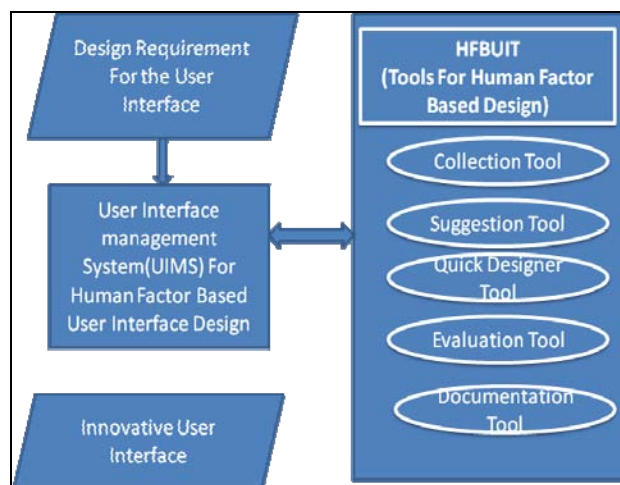 Design Requirement
For the User
Interface
User Interface
management
System(UIMS) For
Human Factor Based
User Interface Design
Innovative User
Interface
HFBUIT
(Tools For Human Factor
Based Design)
Collection Tool
Suggestion Tool
Quick Designer
Tool
Evaluation Tool
Documentation
Tool